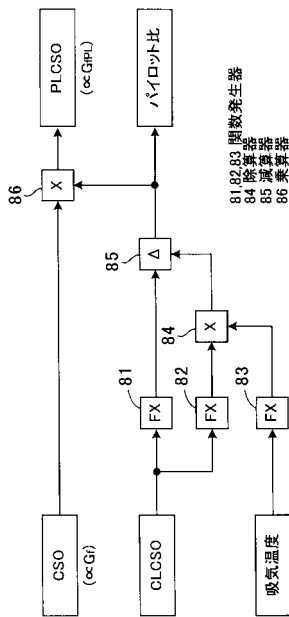 CSO
(∝Gf)
86
X
PLCSO
(∝GfPL)
CLCSO
81
FX
82
FX
84
X
85
Δ
パイロット比
吸気温度
83
FX
81,82,83 関数発生器
84 除算器
85 減算器
86 乗算器